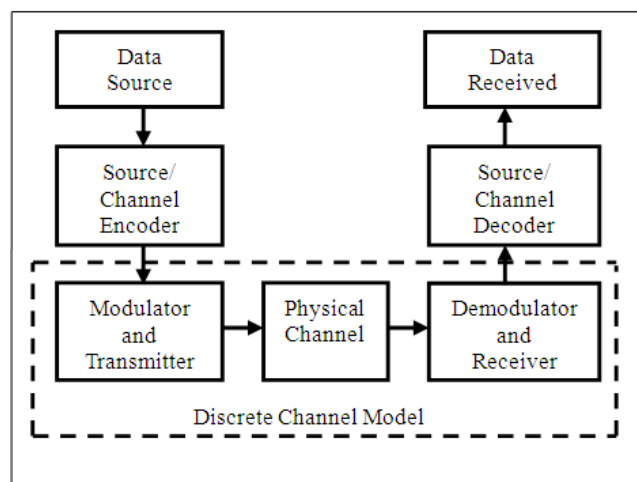 Data
Source
Data
Received
Source/
Channel
Encoder
Source/
Channel
Decoder
Modulator
and
Transmitter
Physical
Channel
Demodulator
and
Receiver
Discrete Channel Model